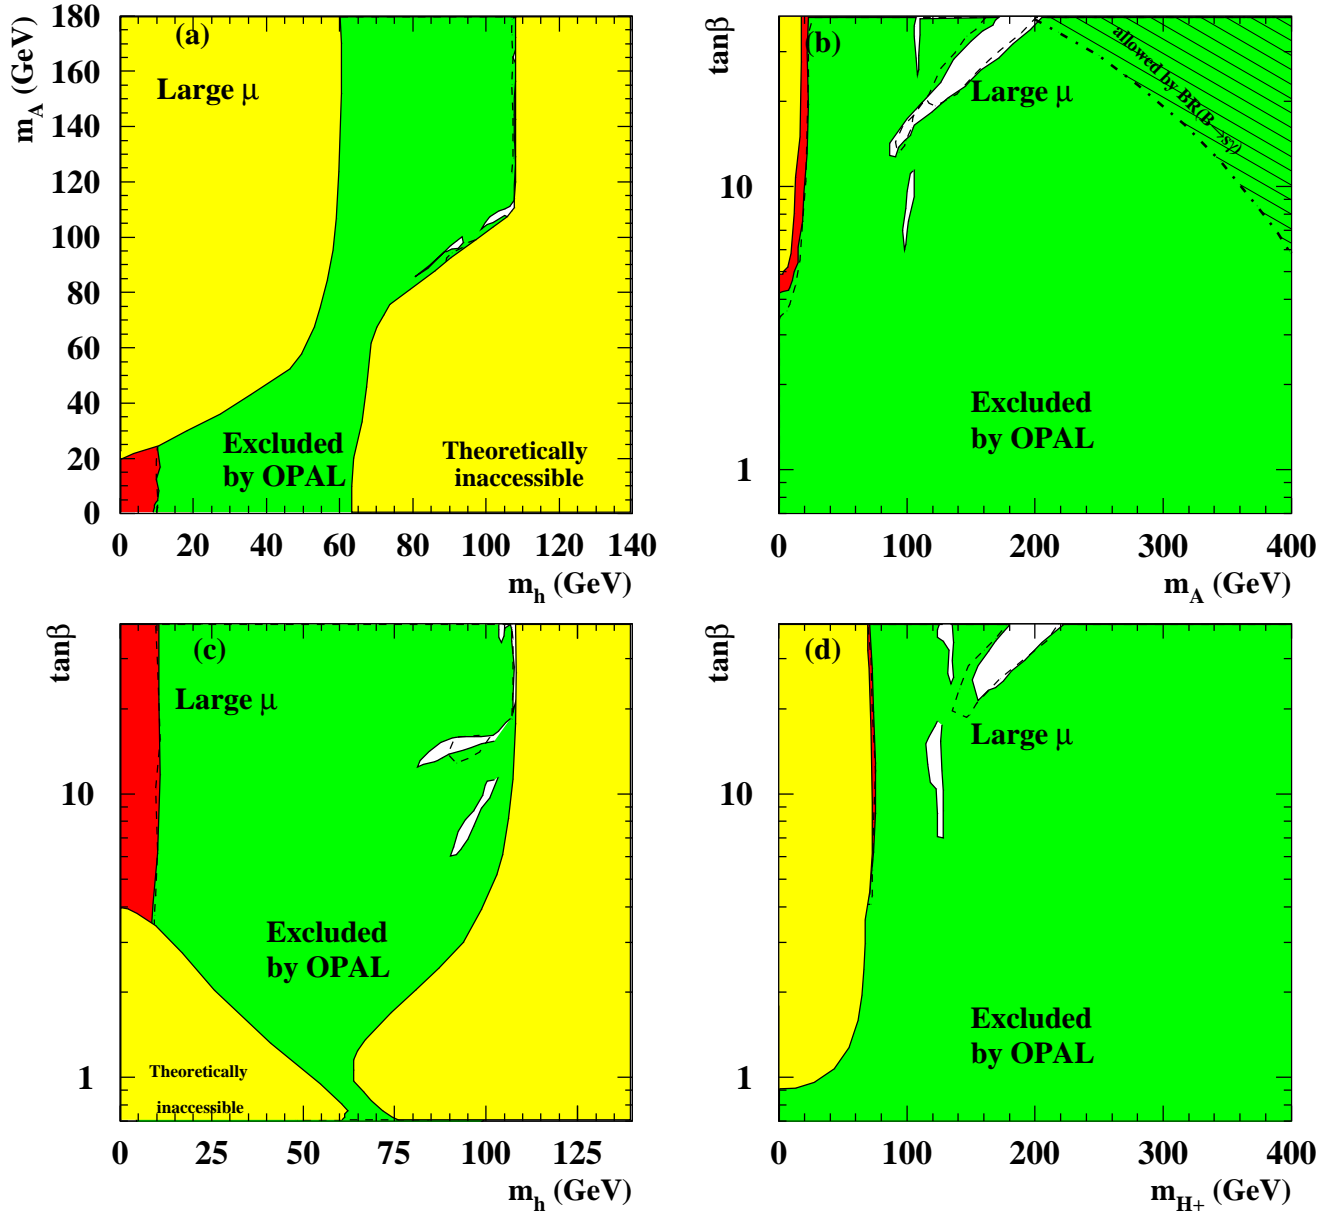 (a)
Large μ
Excluded
by OPAL
Theoretically
inaccessible
m_A (GeV)
180
160
140
120
100
80
60
40
20
0
0 20 40 60 80 100 120 140
m_h (GeV)
(b)
Large μ
allowed by BR(B→sγ)
Excluded
by OPAL
tanβ
10
1
0 100 200 300 400
m_A (GeV)
(c)
Large μ
Excluded
by OPAL
Theoretically
inaccessible
tanβ
10
1
0 25 50 75 100 125
m_h (GeV)
(d)
Large μ
Excluded
by OPAL
tanβ
10
1
0 100 200 300 400
m_H+ (GeV)